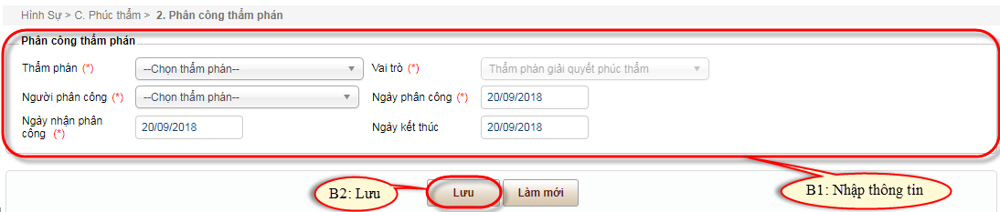 Hình Sự > C. Phúc thẩm > 2. Phân công thẩm phán
Phân công thẩm phán
Thẩm phán (*) --Chọn thẩm phán-- Vai trò (*) Thẩm phán giải quyết phúc thẩm
Người phân công (*) --Chọn thẩm phán-- Ngày phân công (*) 20/09/2018
Ngày nhận phân
công (*) 20/09/2018 Ngày kết thúc 20/09/2018
B2: Lưu Lưu Làm mới B1: Nhập thông tin